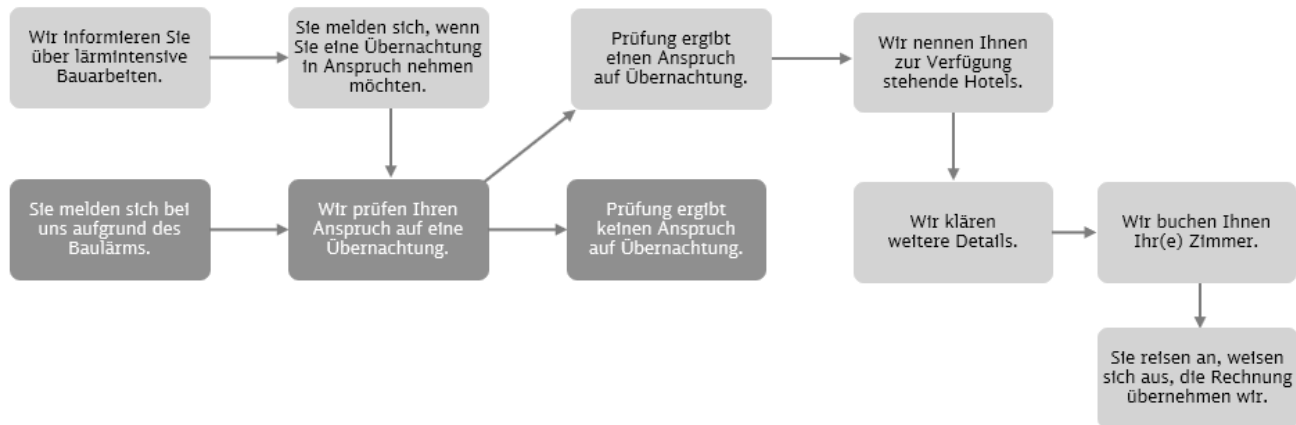 Wir informieren Sie
über lärmintensive
Bauarbeiten.
Sie melden sich, wenn
Sie eine Übernachtung
in Anspruch nehmen
möchten.
Prüfung ergibt
einen Anspruch
auf Übernachtung.
Wir nennen Ihnen
zur Verfügung
stehende Hotels.
Sie melden sich bei
uns aufgrund des
Baulärms.
Wir prüfen Ihren
Anspruch auf eine
Übernachtung.
Prüfung ergibt
keinen Anspruch
auf Übernachtung.
Wir klären
weitere Details.
Wir buchen Ihnen
Ihr(e) Zimmer.
Sie reisen an, weisen
sich aus, die Rechnung
übernehmen wir.